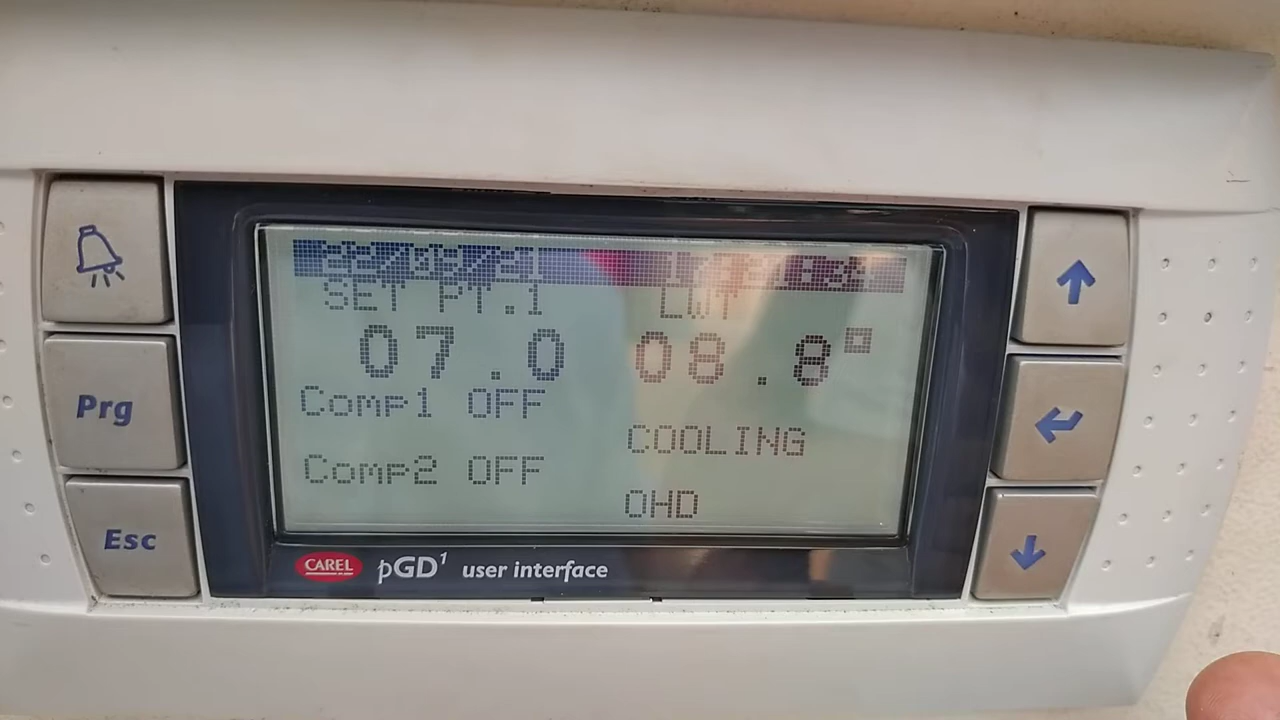 SET PT.1 LWT
07.0 08.8°
Comp1 OFF
COOLING
Comp2 OFF
OHD
Prg
Esc
CAREL pGD1 user interface